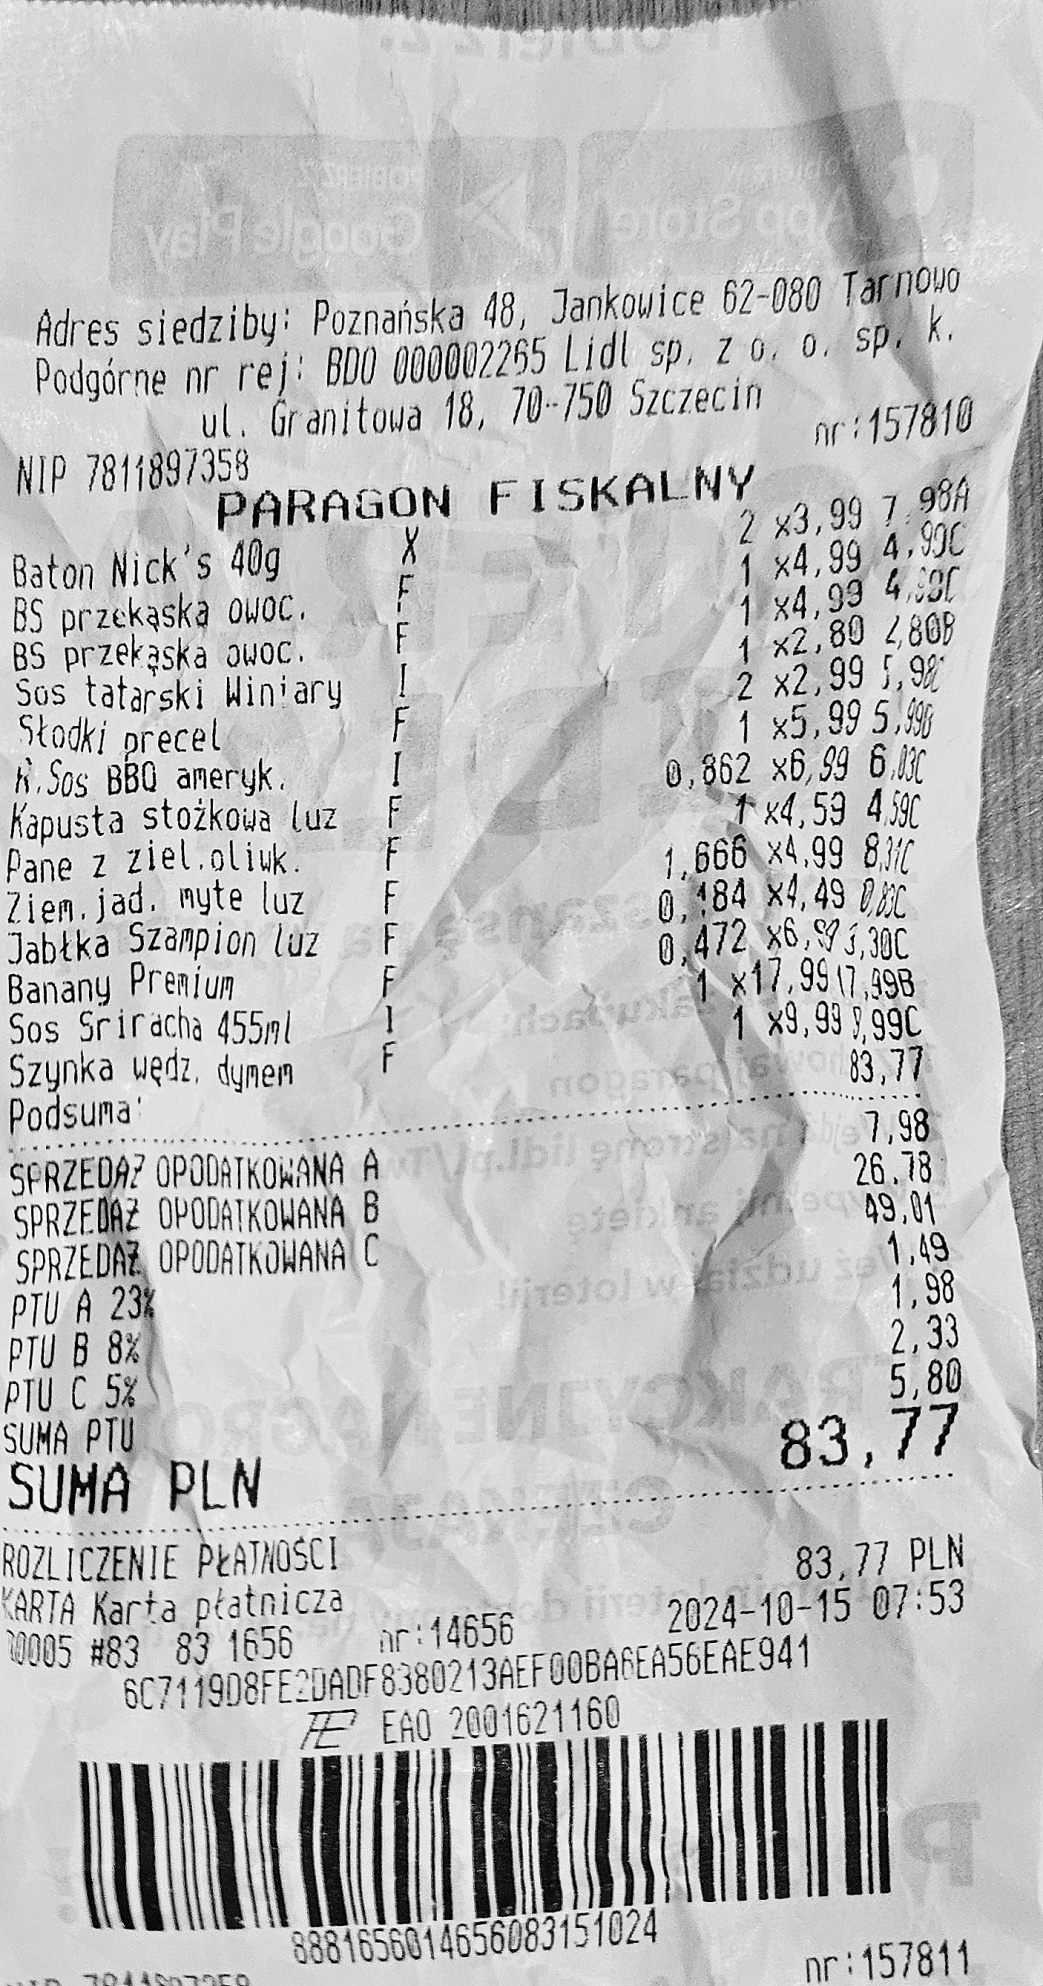 Adres siedziby: Poznańska 48, Jankowice 62-080 Tarnowo
Podgórne nr rej: BDO 000002265 Lidl sp. z o. o. sp. k.
ul. Granitowa 18, 70-750 Szczecin
NIP 7811897358 nr:157810
PARAGON FISKALNY
Baton Nick's 40g X 2 x3,99 7,98A
BS przekąska owoc. F 1 x4,99 4,99C
BS przekąska owoc. F 1 x4,99 4,99C
Sos tatarski Winiary I 1 x2,80 2,80B
Słodki precel F 2 x2,99 5,98C
K.Sos BBQ ameryk. I 1 x5,99 5,99B
Kapusta stożkowa luz F 0,862 x6,99 6,03C
Pane z ziel.oliwk. F 1 x4,59 4,59C
Ziem.jad. myte luz F 1,666 x4,99 8,31C
Jabłka Szampion luz F 0,184 x4,49 0,83C
Banany Premium F 0,472 x6,99 3,30C
Sos Sriracha 455ml I 1 x17,99 17,99B
Szynka wędz. dymem F 1 x9,99 9,99C
Podsuma: 83,77
SPRZEDAŻ OPODATKOWANA A 7,98
SPRZEDAŻ OPODATKOWANA B 26,78
SPRZEDAŻ OPODATKOWANA C 49,01
PTU A 23% 1,49
PTU B 8% 1,98
PTU C 5% 2,33
SUMA PTU 5,80
SUMA PLN 83,77
ROZLICZENIE PŁATNOŚCI
KARTA Karta płatnicza 83,77 PLN
00005 #83 83 1656 nr:14656 2024-10-15 07:53
6C7119D8FE2DADF8380213AEF00BA6EA56EAE941
EAO 2001621160
8881656014656083151024
nr:157811